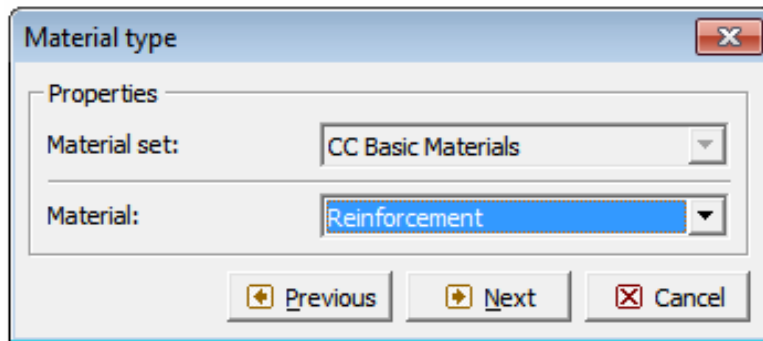 Material type
Properties
Material set: CC Basic Materials
Material: Reinforcement
Previous Next Cancel